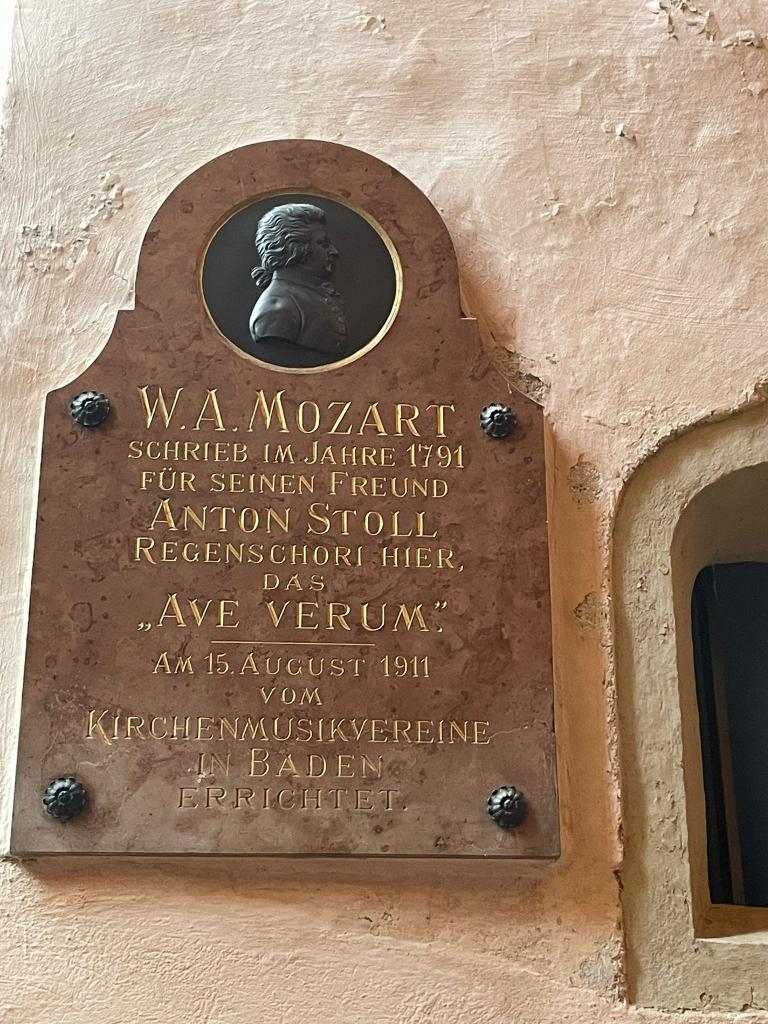 W. A. MOZART
SCHRIEB IM JAHRE 1791
FÜR SEINEN FREUND
ANTON STOLL
REGENSCHORI HIER,
DAS
„AVE VERUM."
AM 15. AUGUST 1911
VOM
KIRCHENMUSIKVEREINE
IN BADEN
ERRICHTET.